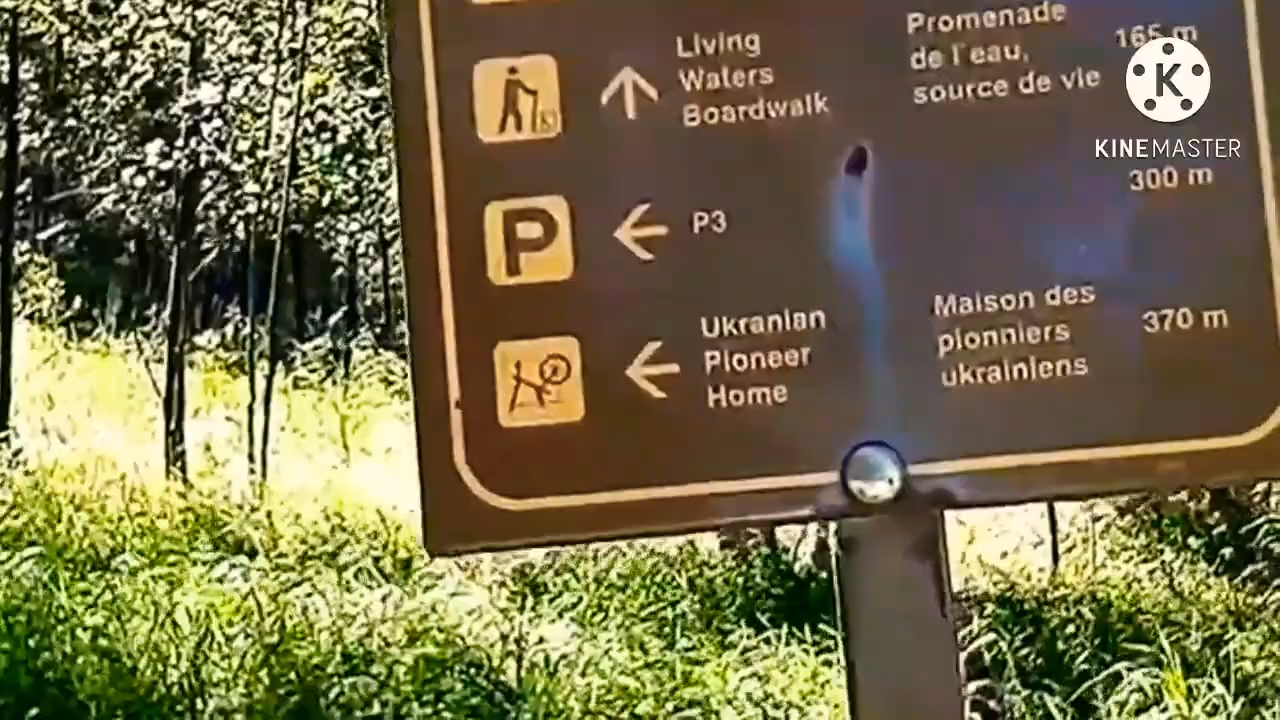 Living
Waters
Boardwalk
Promenade
de l'eau,
source de vie
165 m
P
P3
300 m
Ukranian
Pioneer
Home
Maison des
pionniers
ukrainiens
370 m
K
KINEMASTER